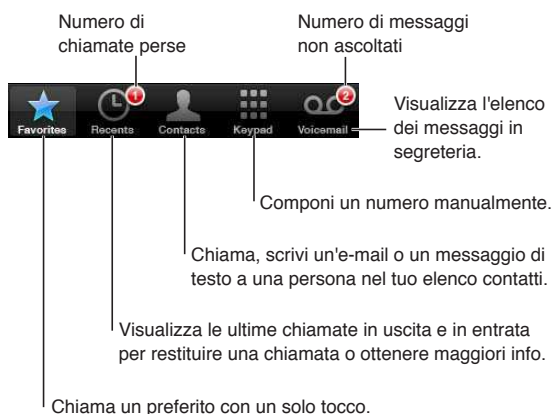 Numero di
chiamate perse
Numero di messaggi
non ascoltati
1
2
Favorites
Recents
Contacts
Keypad
Voicemail
Visualizza l'elenco
dei messaggi in
segreteria.
Componi un numero manualmente.
Chiama, scrivi un'e-mail o un messaggio di
testo a una persona nel tuo elenco contatti.
Visualizza le ultime chiamate in uscita e in entrata
per restituire una chiamata o ottenere maggiori info.
Chiama un preferito con un solo tocco.